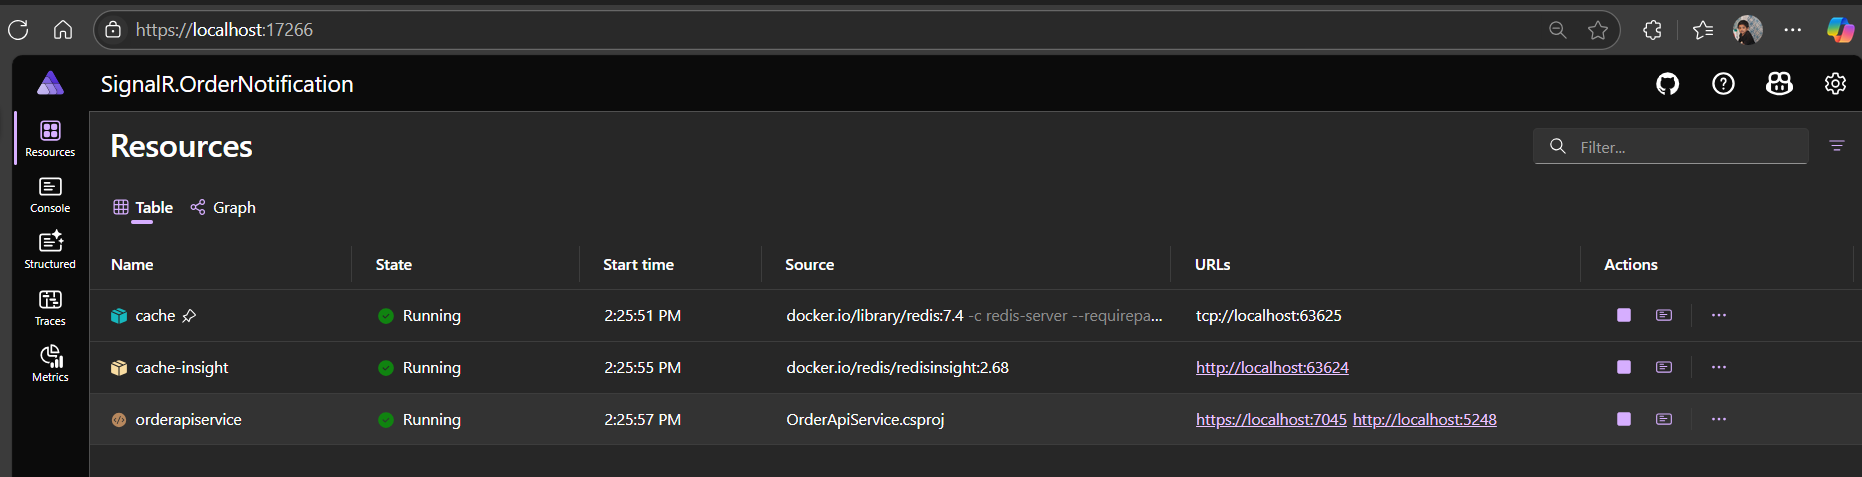 https://localhost:17266
SignalR.OrderNotification
Resources
Console
Structured
Traces
Metrics
Resources
Filter...
Table Graph
Name State Start time Source URLs Actions
cache Running 2:25:51 PM docker.io/library/redis:7.4 -c redis-server --requirepa... tcp://localhost:63625
cache-insight Running 2:25:55 PM docker.io/redis/redisinsight:2.68 http://localhost:63624
orderapiservice Running 2:25:57 PM OrderApiService.csproj https://localhost:7045 http://localhost:5248